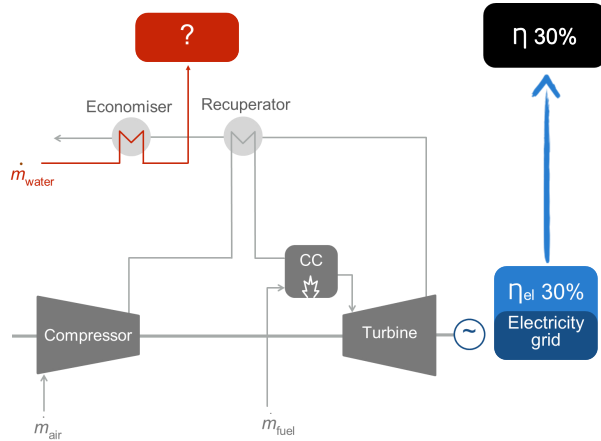 ?
η 30%
Economiser
Recuperator
ṁwater
CC
ηel 30%
Electricity
grid
Compressor
Turbine
~
ṁair
ṁfuel